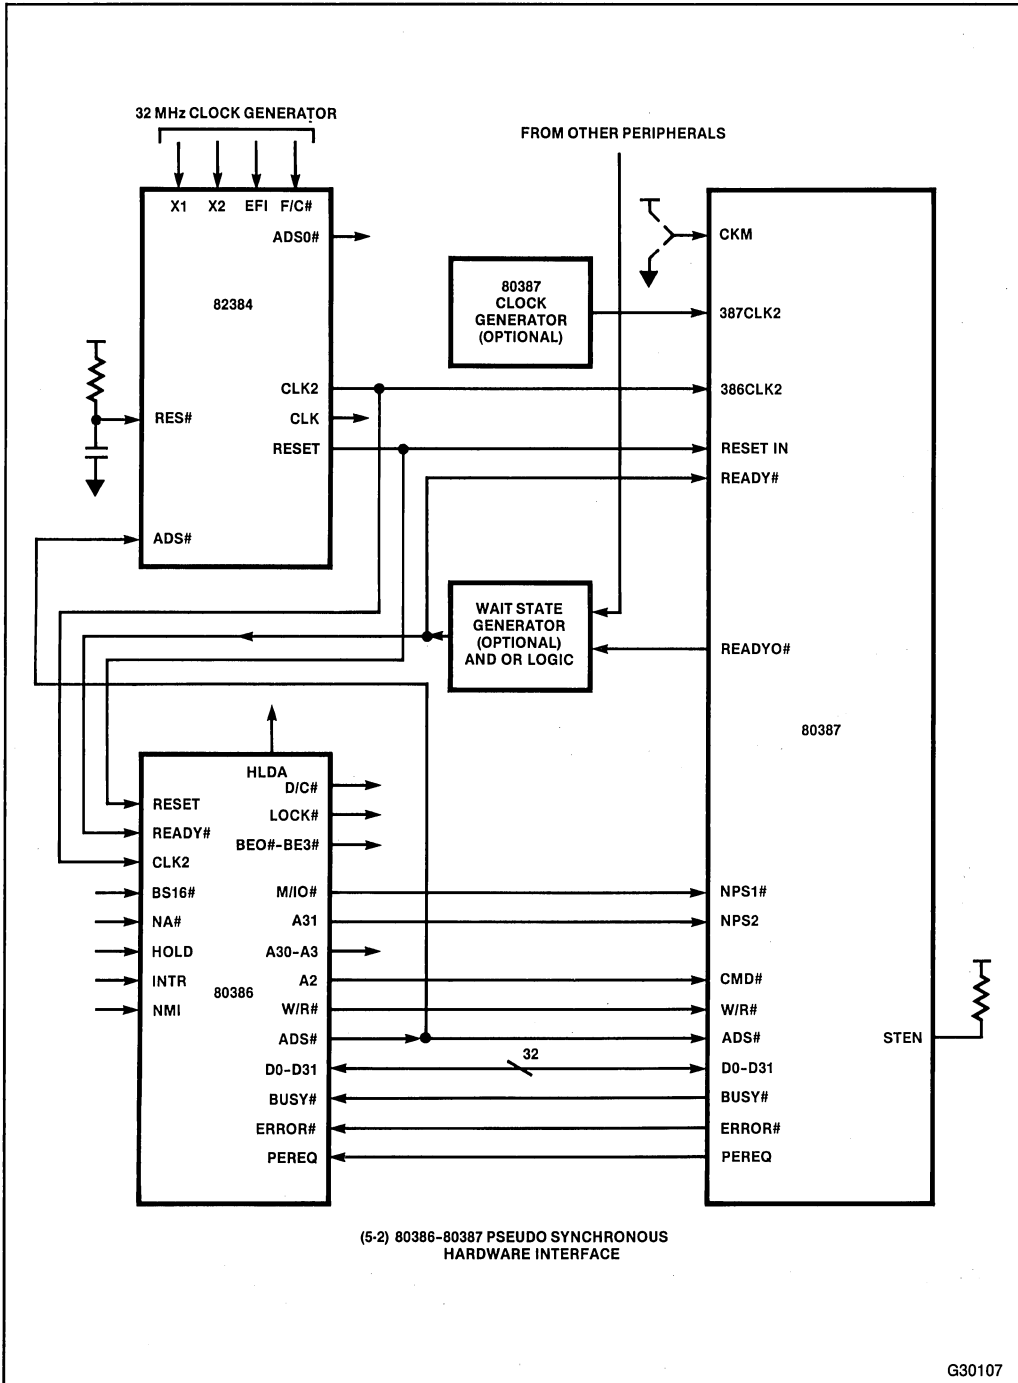 32 MHz CLOCK GENERATOR
FROM OTHER PERIPHERALS
X1 X2 EFI F/C#
ADS0#
82384
CLK2
RES#
CLK
RESET
ADS#
80387
CLOCK
GENERATOR
(OPTIONAL)
WAIT STATE
GENERATOR
(OPTIONAL)
AND OR LOGIC
CKM
387CLK2
386CLK2
RESET IN
READY#
READYO#
80387
NPS1#
NPS2
CMD#
W/R#
ADS#
STEN
D0-D31
BUSY#
ERROR#
PEREQ
HLDA
D/C#
RESET
LOCK#
READY#
BEO#-BE3#
CLK2
BS16#
M/IO#
NA#
A31
HOLD
A30-A3
INTR
A2
80386
NMI
W/R#
ADS#
32
D0-D31
BUSY#
ERROR#
PEREQ
(5-2) 80386-80387 PSEUDO SYNCHRONOUS
HARDWARE INTERFACE
G30107